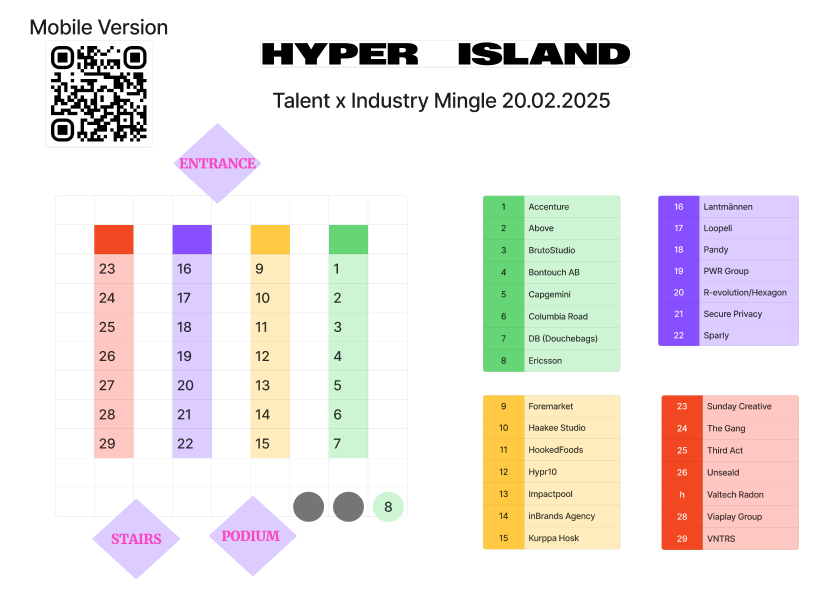 Mobile Version
HYPER ISLAND
Talent x Industry Mingle 20.02.2025
ENTRANCE
23 16 9 1
24 17 10 2
25 18 11 3
26 19 12 4
27 20 13 5
28 21 14 6
29 22 15 7
8
STAIRS
PODIUM
1 Accenture
2 Above
3 BrutoStudio
4 Bontouch AB
5 Capgemini
6 Columbia Road
7 DB (Douchebags)
8 Ericsson
16 Lantmännen
17 Loopeli
18 Pandy
19 PWR Group
20 R-evolution/Hexagon
21 Secure Privacy
22 Sparly
9 Foremarket
10 Haakee Studio
11 HookedFoods
12 Hypr10
13 Impactpool
14 inBrands Agency
15 Kurppa Hosk
23 Sunday Creative
24 The Gang
25 Third Act
26 Unseald
h Valtech Radon
28 Viaplay Group
29 VNTRS